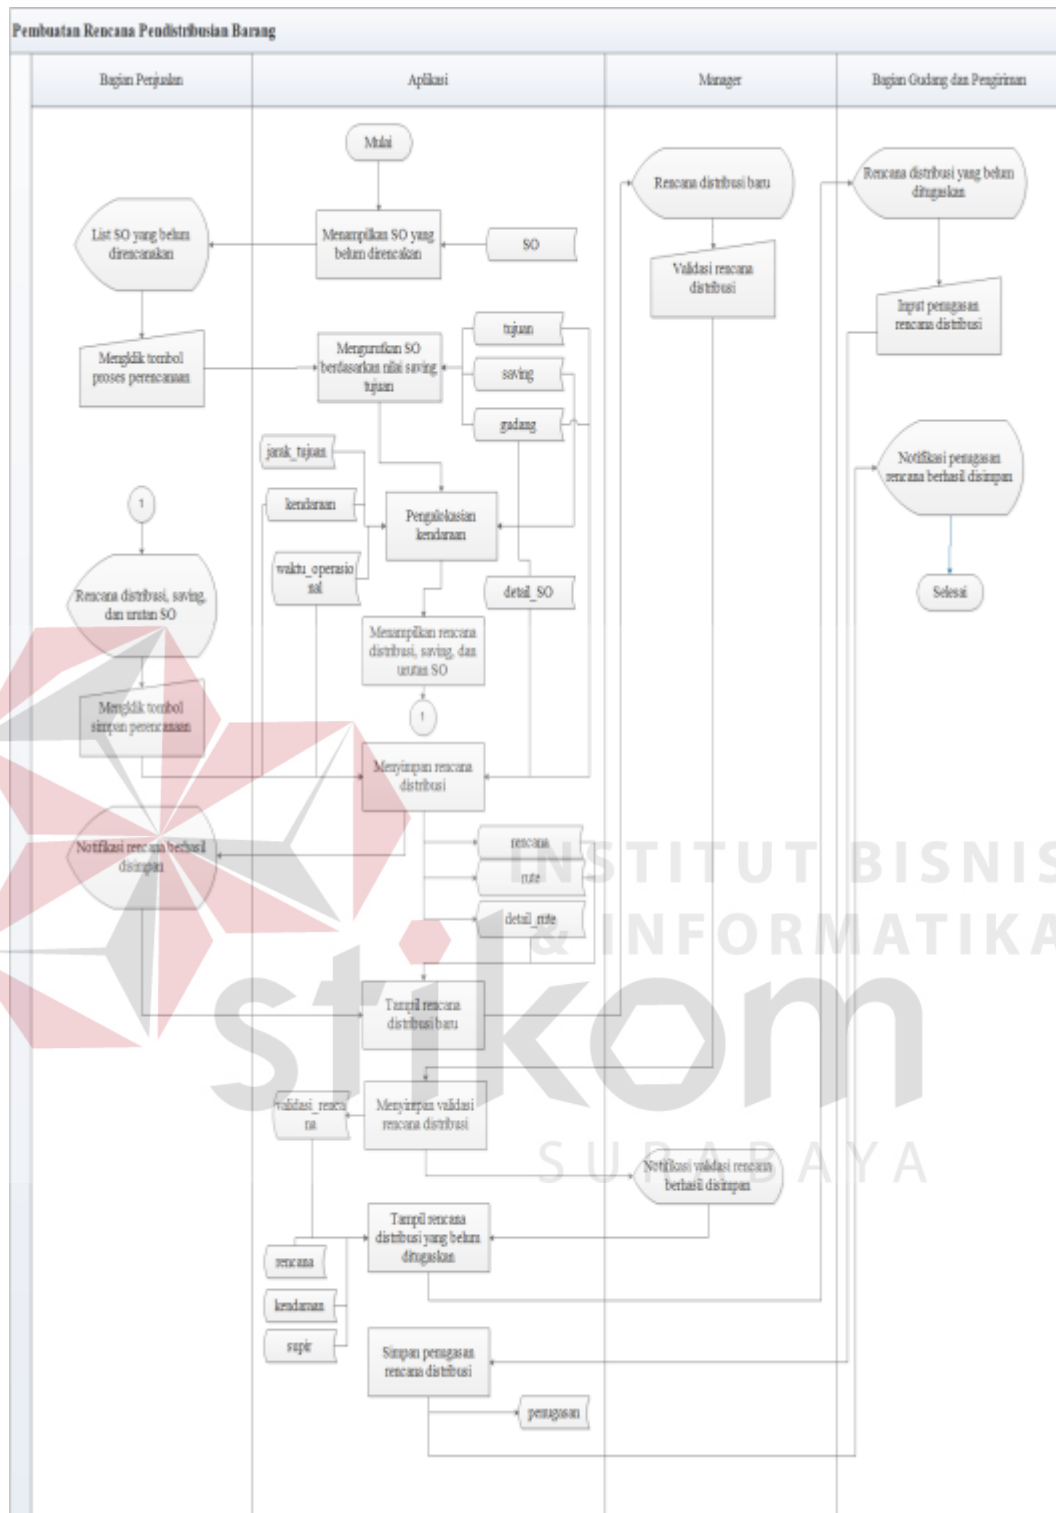 Pembuatan Rencana Pendistribusian Barang
Bagian Penjualan
Aplikasi
Manager
Bagian Gudang dan Pengiriman
Mulai
List SO yang belum
direncanakan
Menampilkan SO yang
belum direncakan
SO
Rencana distribusi baru
Rencana distribusi yang belum
ditugaskan
Validasi rencana
distribusi
Input penugasan
rencana distribusi
Mengklik tombol
proses perencanaan
Mengurutkan SO
berdasarkan nilai saving
tujuan
tujuan
saving
gudang
jarak_tujuan
kendaraan
waktu_operasio
nal
Pengalokasian
kendaraan
detail_SO
Notifikasi penugasan
rencana berhasil disimpan
Selesai
1
Rencana distribusi, saving,
dan urutan SO
Menampilkan rencana
distribusi, saving, dan
urutan SO
1
Mengklik tombol
simpan perencanaan
Menyimpan rencana
distribusi
Notifikasi rencana berhasil
disimpan
rencana
rute
detail_rute
INSTITUT BISNIS
& INFORMATIKA
stikom
SURABAYA
Tampil rencana
distribusi baru
validasi_renca
na
Menyimpan validasi
rencana distribusi
Notifikasi validasi rencana
berhasil disimpan
Tampil rencana
distribusi yang belum
ditugaskan
rencana
kendaraan
supir
Simpan penugasan
rencana distribusi
penugasan